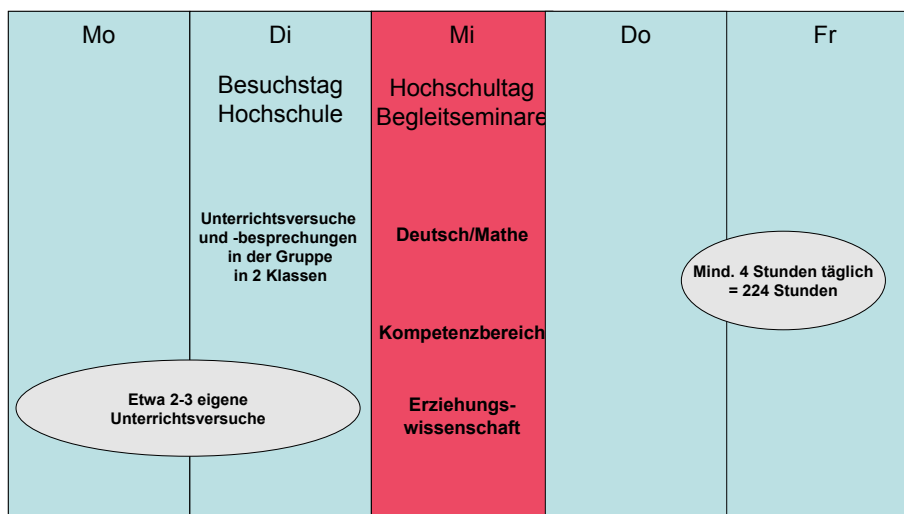 Mo
Di
Mi
Do
Fr
Besuchstag
Hochschule
Hochschultag
Begleitseminare
Unterrichtsversuche
und -besprechungen
in der Gruppe
in 2 Klassen
Deutsch/Mathe
Mind. 4 Stunden täglich
= 224 Stunden
Kompetenzbereich
Etwa 2-3 eigene
Unterrichtsversuche
Erziehungs-
wissenschaft